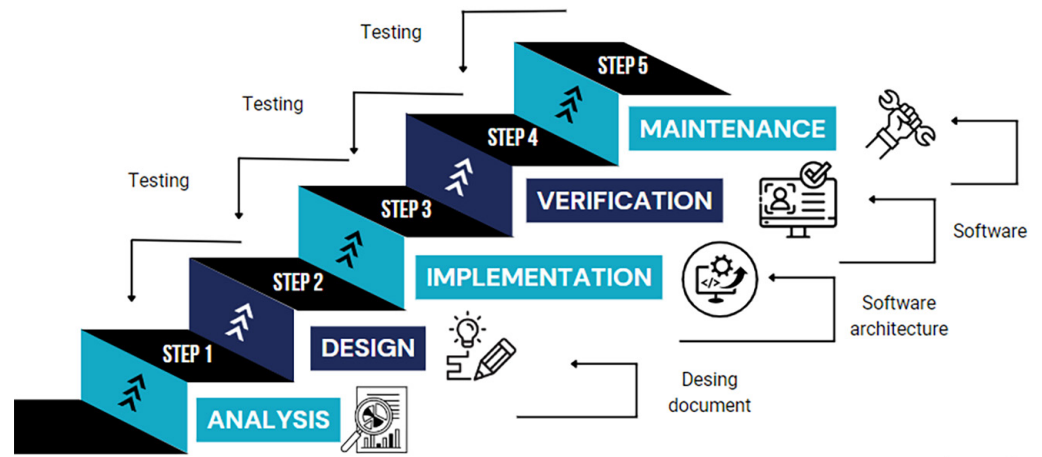 Testing
STEP 5
MAINTENANCE
Testing
STEP 4
VERIFICATION
Testing
STEP 3
Software
IMPLEMENTATION
</>
STEP 2
Software
architecture
DESIGN
STEP 1
Desing
document
ANALYSIS